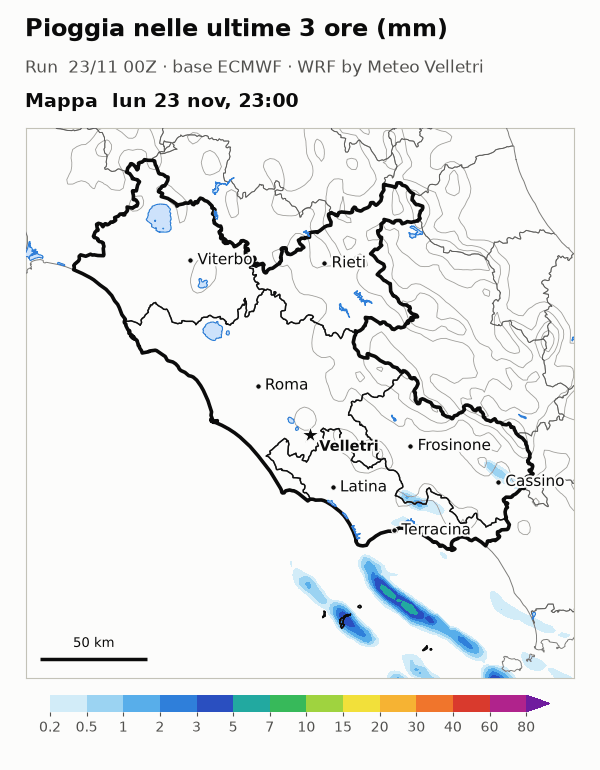 Pioggia nelle ultime 3 ore (mm)
Run  23/11 00Z · base ECMWF · WRF by Meteo Velletri
Mappa  lun 23 nov, 23:00
Viterbo
Rieti
Roma
Velletri
Frosinone
Cassino
Latina
Terracina
50 km
0.2 0.5 1 2 3 5 7 10 15 20 30 40 60 80